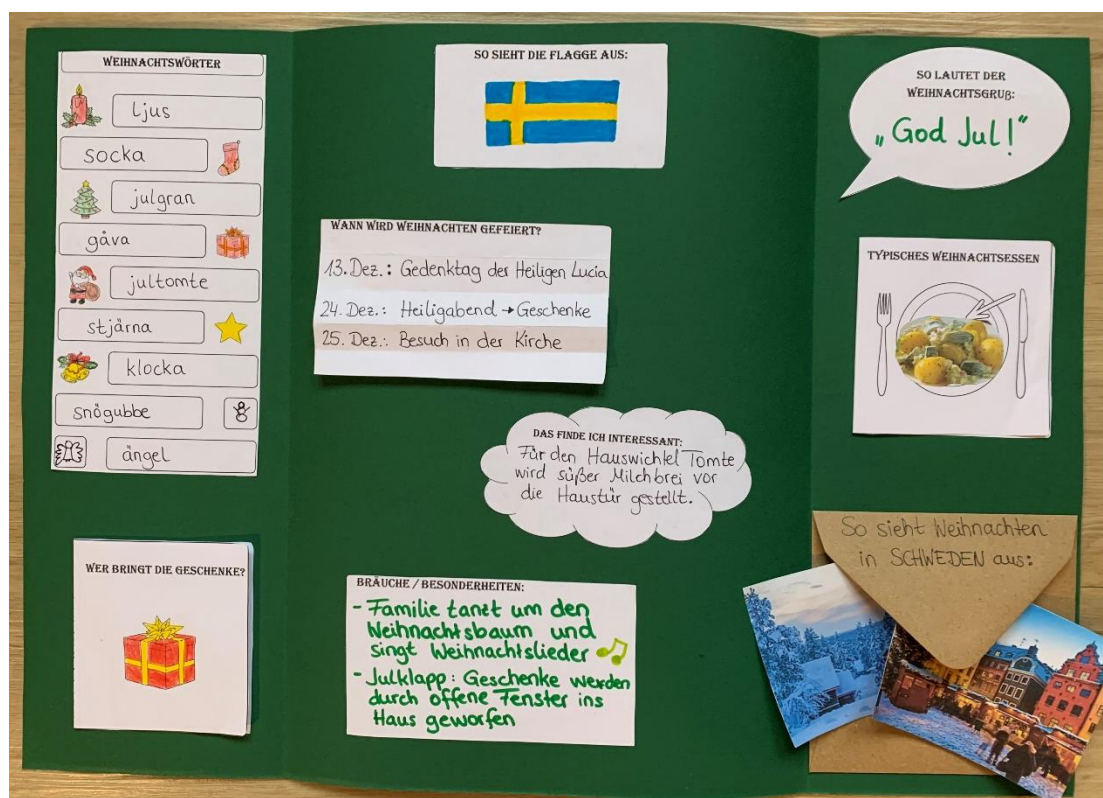 WEIHNACHTSWÖRTER
ljus
socka
julgran
gåva
jultomte
stjärna
klocka
snögubbe
ängel
WER BRINGT DIE GESCHENKE?
SO SIEHT DIE FLAGGE AUS:
WANN WIRD WEIHNACHTEN GEFEIERT?
13. Dez.: Gedenktag der Heiligen Lucia
24. Dez.: Heiligabend → Geschenke
25. Dez.: Besuch in der Kirche
DAS FINDE ICH INTERESSANT:
Für den Hauswichtel Tomte
wird süßer Milchbrei vor
die Haustür gestellt.
BRÄUCHE / BESONDERHEITEN:
- Familie tanzt um den
Weihnachtsbaum und
singt Weihnachtslieder
- Julklapp: Geschenke werden
durch offene Fenster ins
Haus geworfen
SO LAUTET DER
WEIHNACHTSGRUẞ:
„God Jul!“
TYPISCHES WEIHNACHTSESSEN
So sieht Weihnachten
in SCHWEDEN aus: